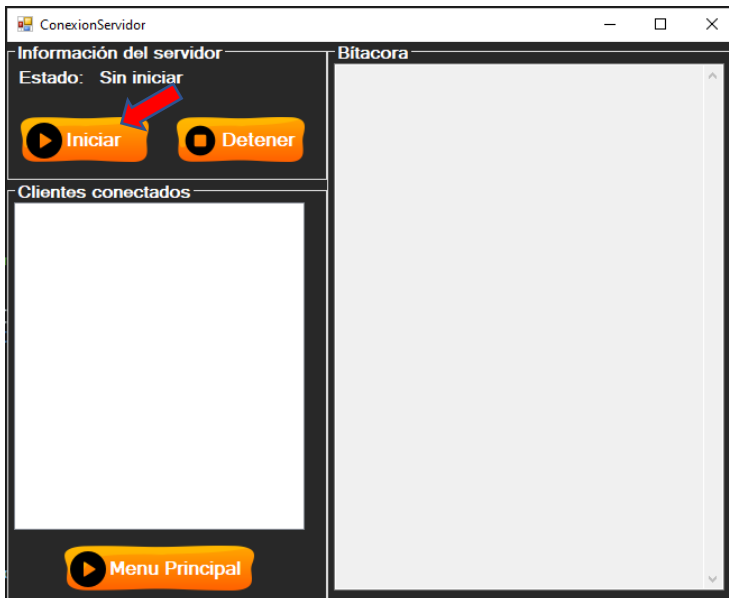 ConexionServidor
Información del servidor
Estado: Sin iniciar
Iniciar
Detener
Clientes conectados
Menu Principal
Bítacora